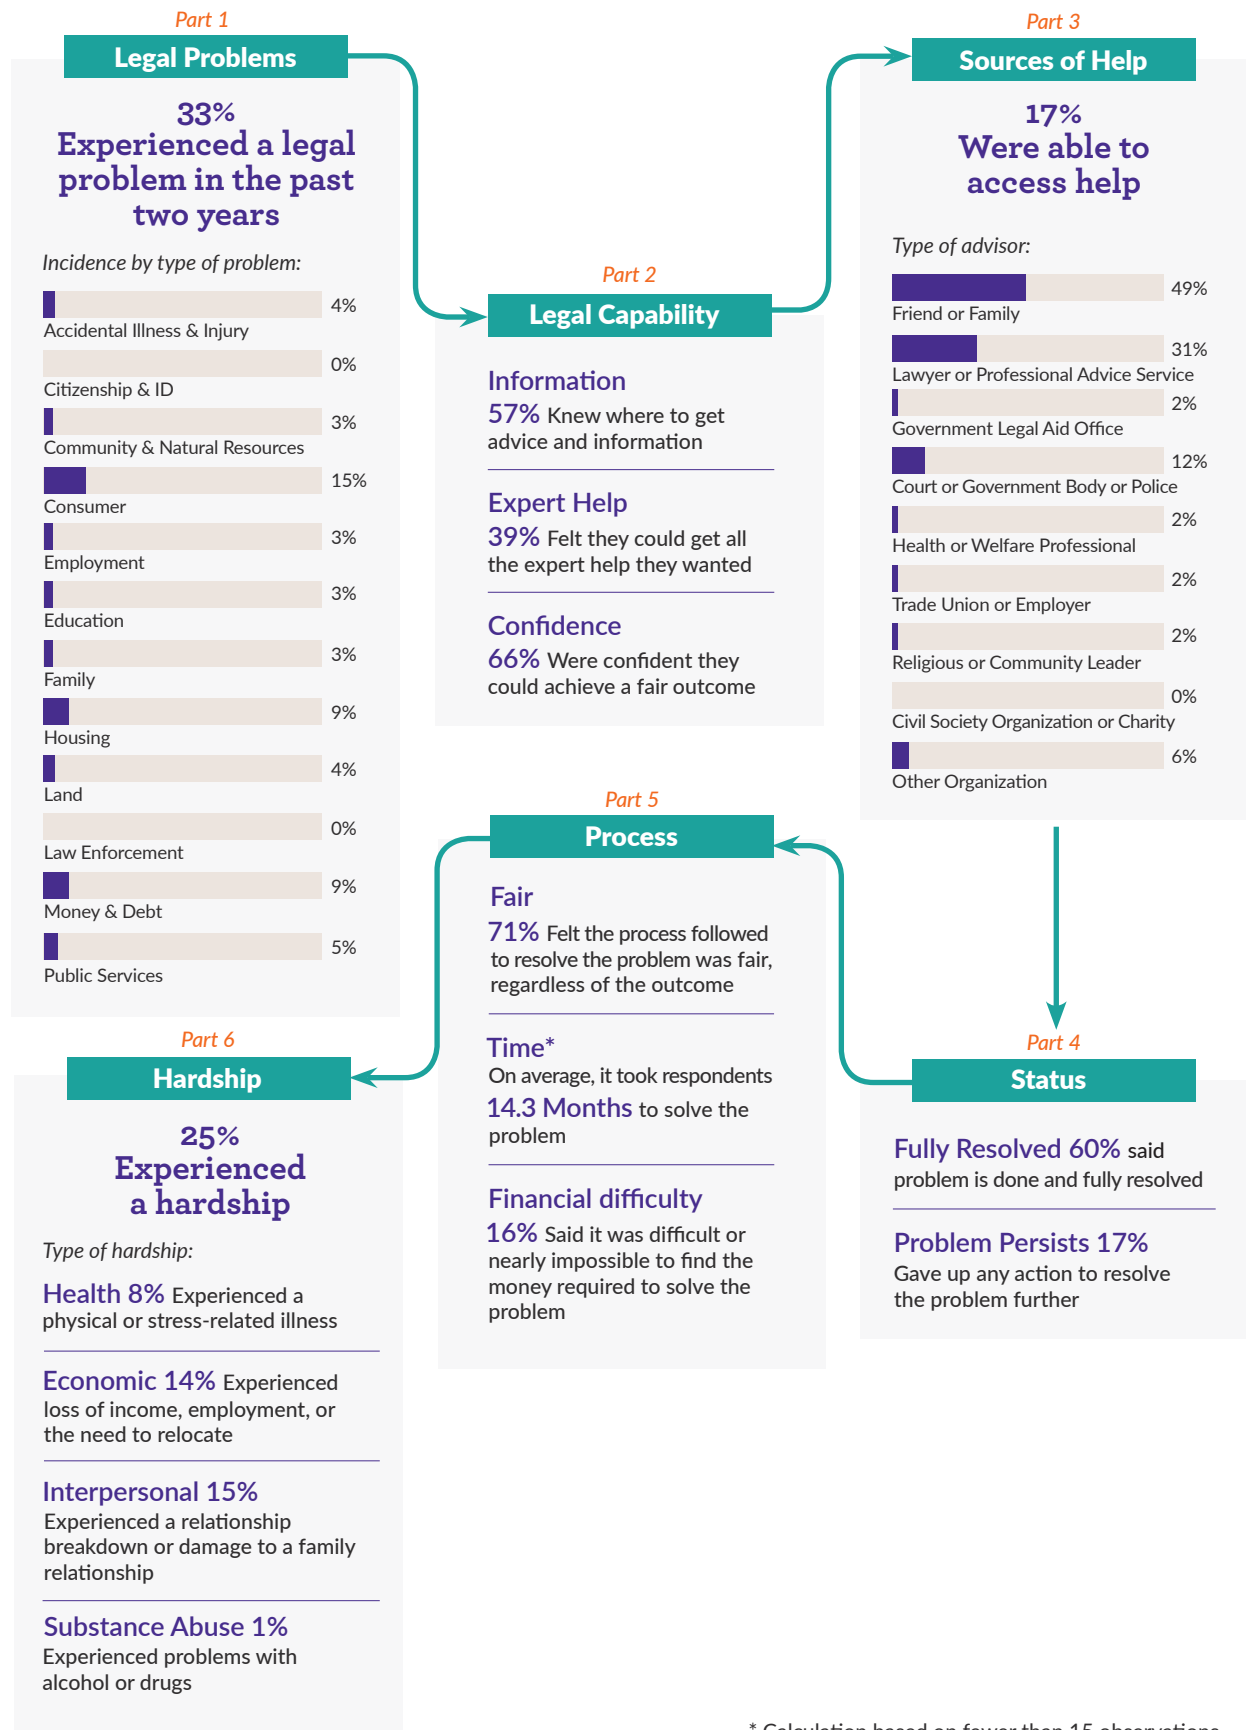 Part 1
Legal Problems
33%
Experienced a legal
problem in the past
two years
Incidence by type of problem:
4%
Accidental Illness & Injury
0%
Citizenship & ID
3%
Community & Natural Resources
15%
Consumer
3%
Employment
3%
Education
3%
Family
9%
Housing
4%
Land
0%
Law Enforcement
9%
Money & Debt
5%
Public Services
Part 2
Legal Capability
Information
57% Knew where to get
advice and information
Expert Help
39% Felt they could get all
the expert help they wanted
Confidence
66% Were confident they
could achieve a fair outcome
Part 3
Sources of Help
17%
Were able to
access help
Type of advisor:
49%
Friend or Family
31%
Lawyer or Professional Advice Service
2%
Government Legal Aid Office
12%
Court or Government Body or Police
2%
Health or Welfare Professional
2%
Trade Union or Employer
2%
Religious or Community Leader
0%
Civil Society Organization or Charity
6%
Other Organization
Part 4
Status
Fully Resolved 60% said
problem is done and fully resolved
Problem Persists 17%
Gave up any action to resolve
the problem further
Part 5
Process
Fair
71% Felt the process followed
to resolve the problem was fair,
regardless of the outcome
Time*
On average, it took respondents
14.3 Months to solve the
problem
Financial difficulty
16% Said it was difficult or
nearly impossible to find the
money required to solve the
problem
Part 6
Hardship
25%
Experienced
a hardship
Type of hardship:
Health 8% Experienced a
physical or stress-related illness
Economic 14% Experienced
loss of income, employment, or
the need to relocate
Interpersonal 15%
Experienced a relationship
breakdown or damage to a family
relationship
Substance Abuse 1%
Experienced problems with
alcohol or drugs
* Calculation based on fewer than 15 observations